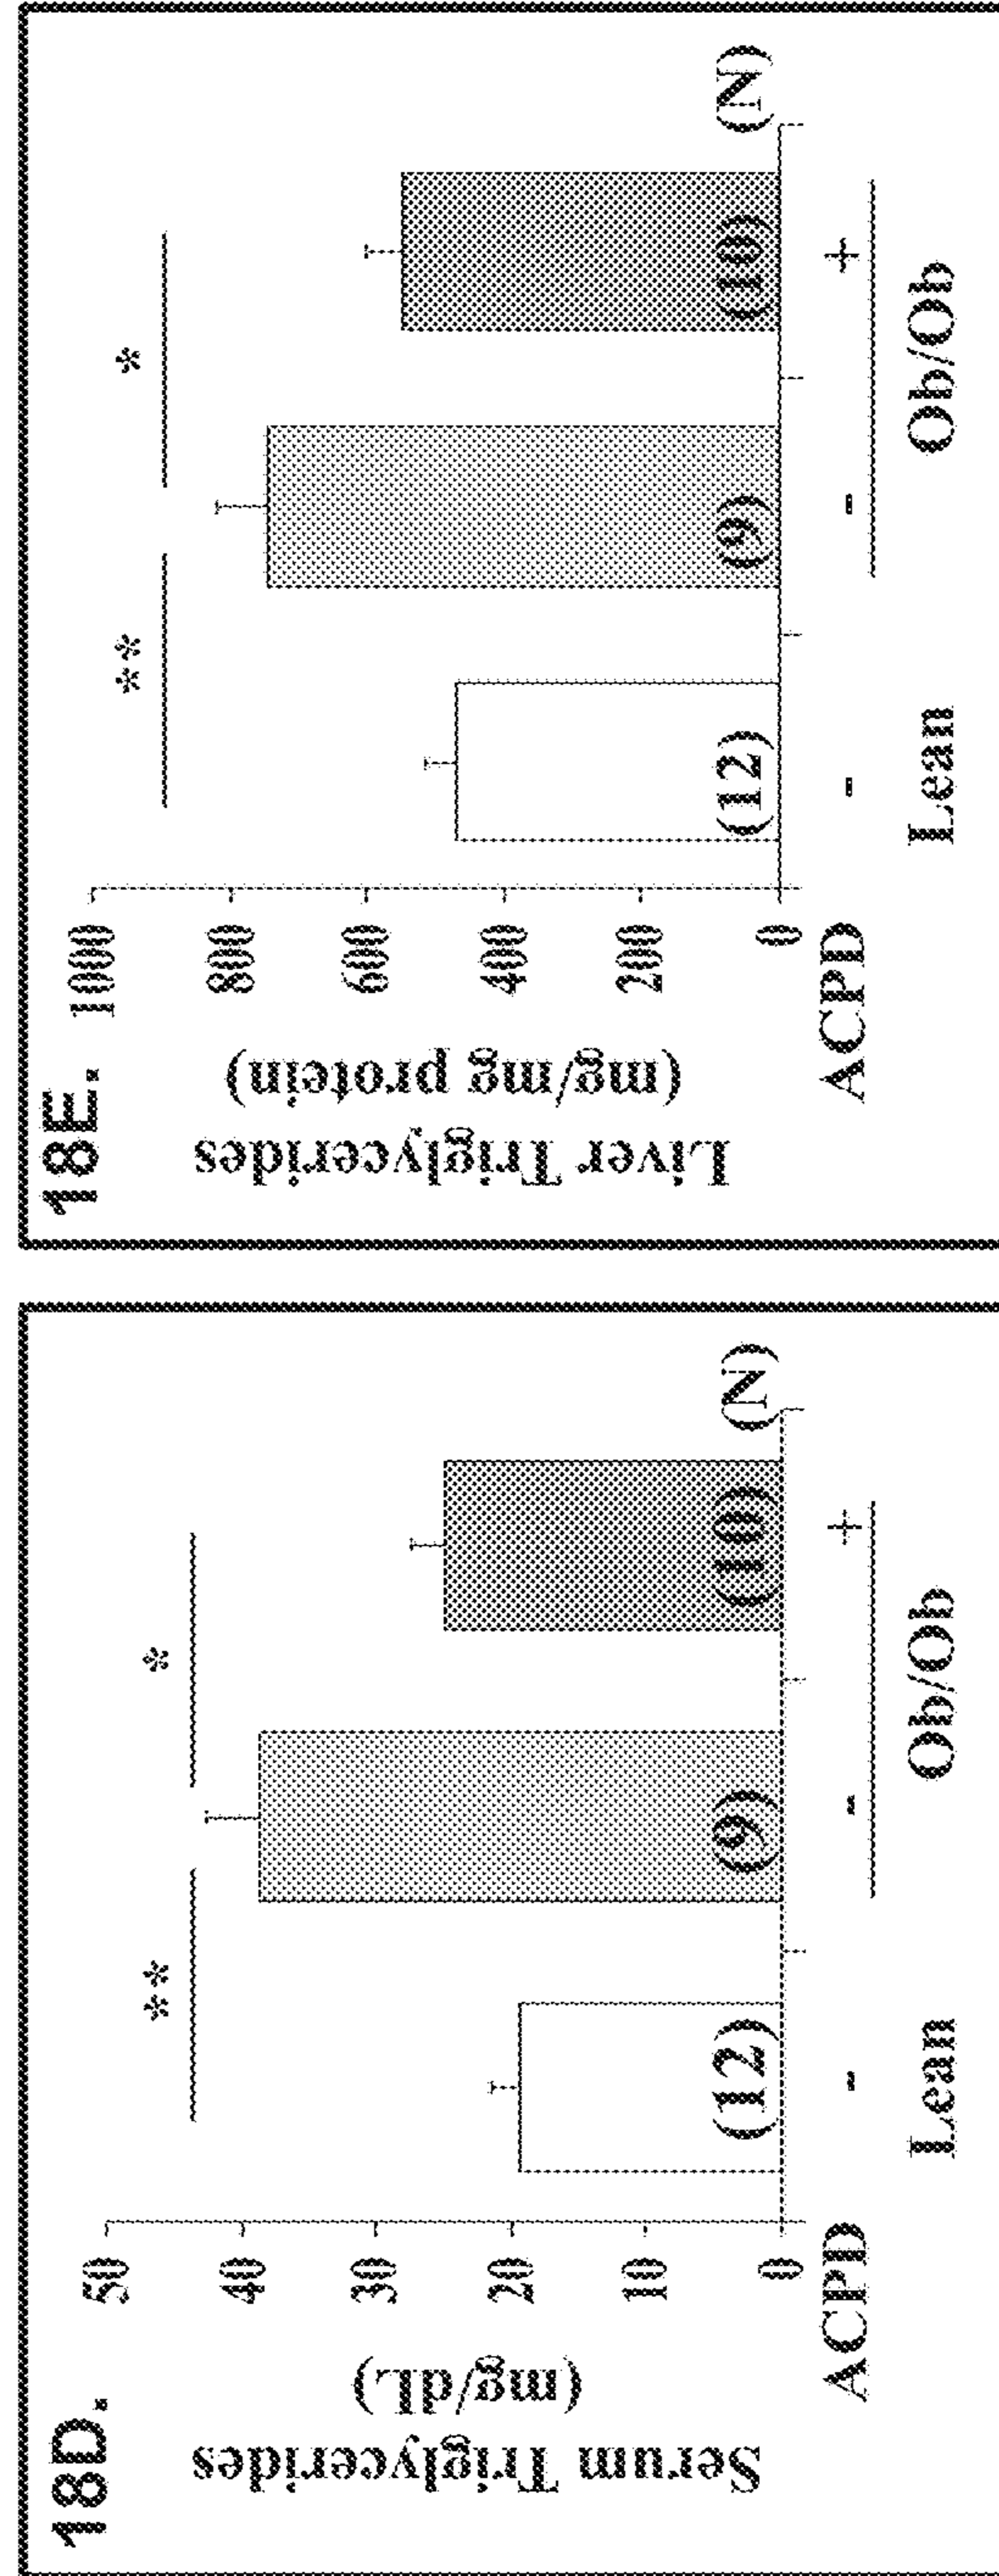 18D.
Serum Triglycerides
(mg/dL)
50
40
30
20
10
0
** *
(12) (9) (10) (N)
ACPD - - +
Lean Ob/Ob
18E.
Liver Triglycerides
(mg/mg protein)
1000
800
600
400
200
0
** *
(12) (9) (10) (N)
ACPD - - +
Lean Ob/Ob